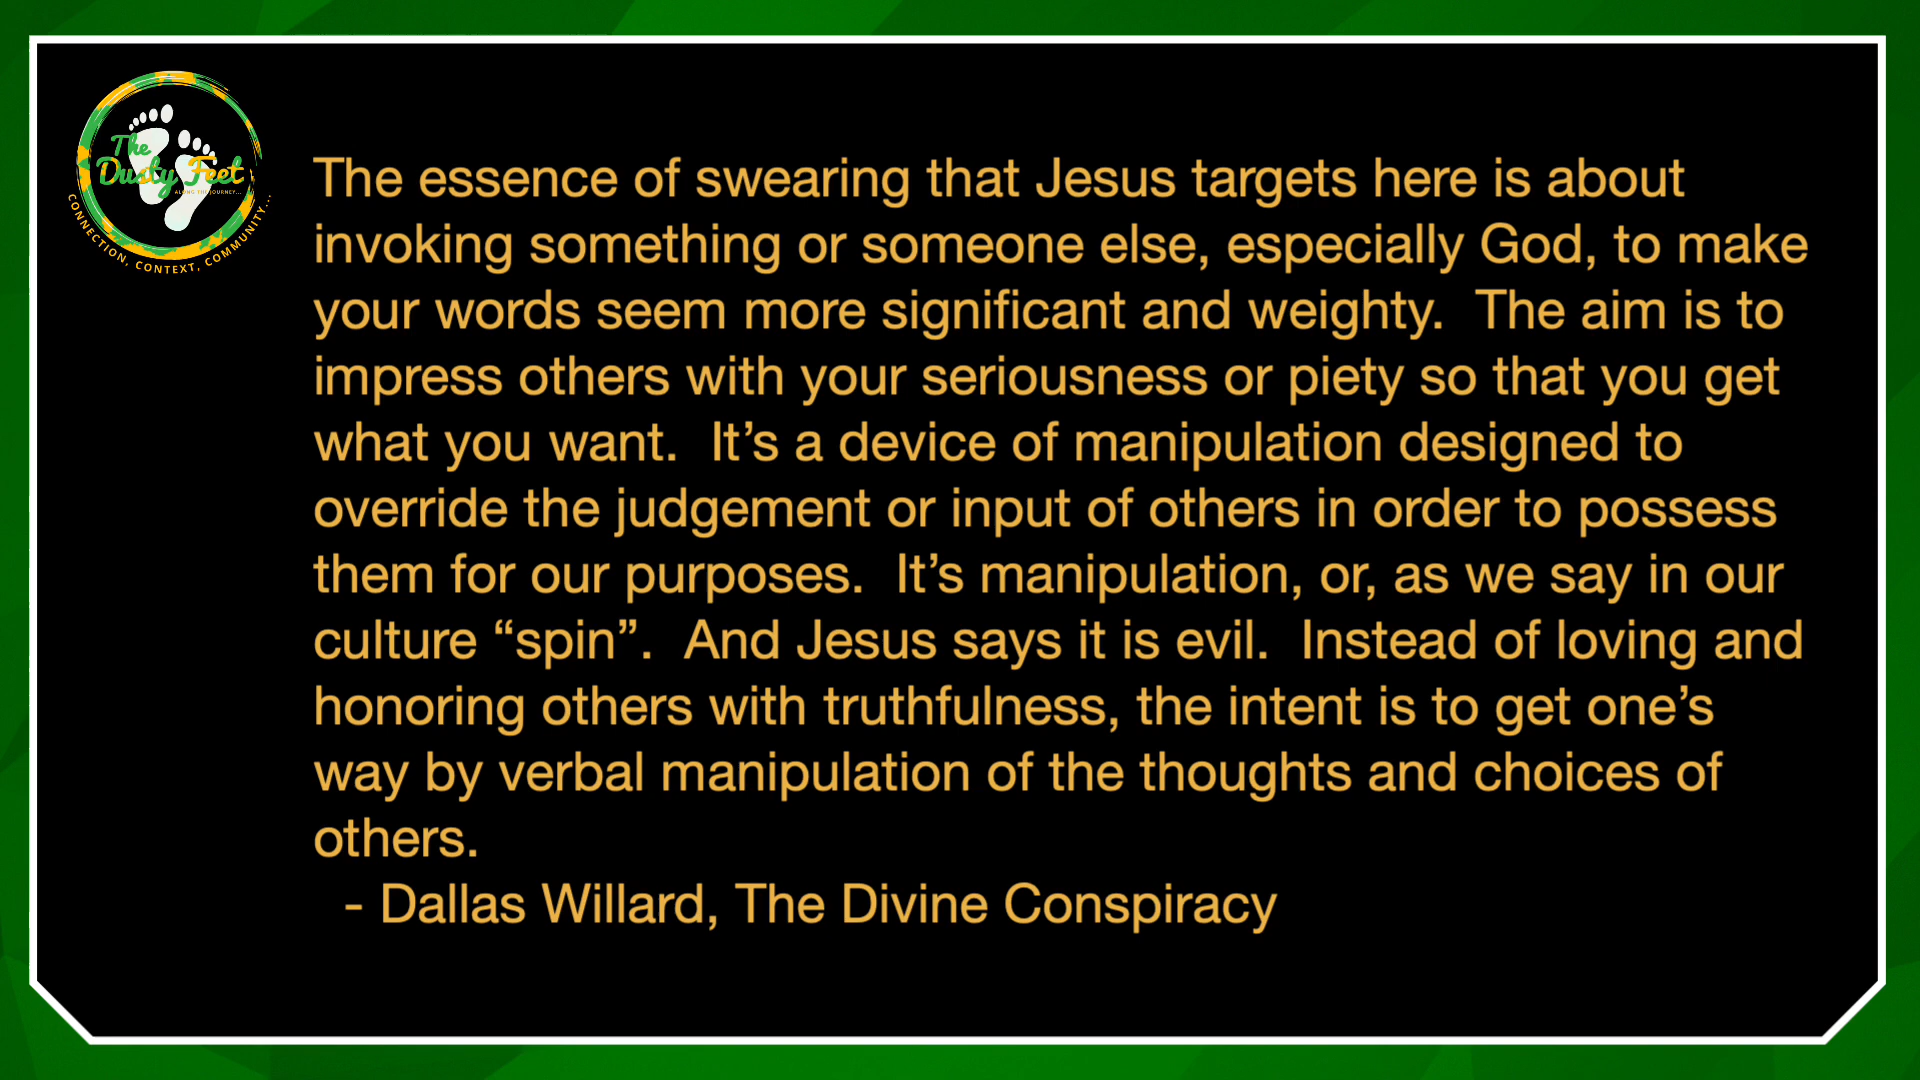 The
Dusty Feet
ALONG THE JOURNEY...
CONNECTION, CONTEXT, COMMUNITY...
The essence of swearing that Jesus targets here is about
invoking something or someone else, especially God, to make
your words seem more significant and weighty.  The aim is to
impress others with your seriousness or piety so that you get
what you want.  It’s a device of manipulation designed to
override the judgement or input of others in order to possess
them for our purposes.  It’s manipulation, or, as we say in our
culture “spin”.  And Jesus says it is evil.  Instead of loving and
honoring others with truthfulness, the intent is to get one’s
way by verbal manipulation of the thoughts and choices of
others.
- Dallas Willard, The Divine Conspiracy